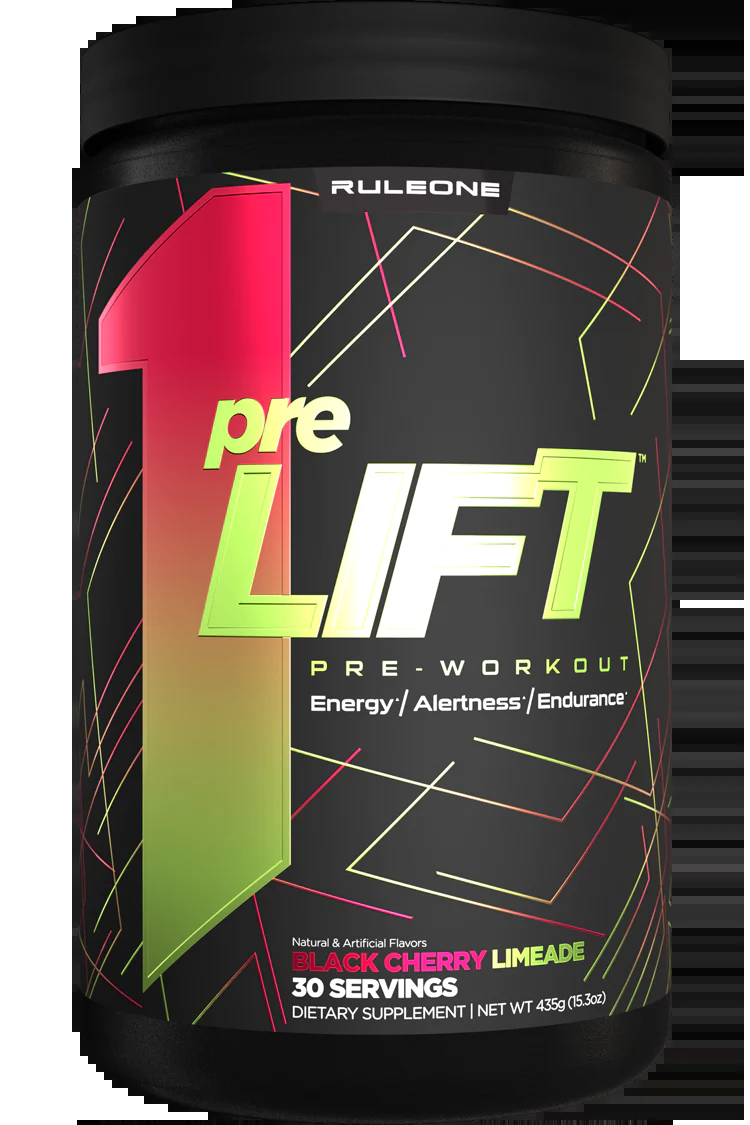 RULEONE
1
pre
LIFT™
PRE-WORKOUT
Energy*/Alertness*/Endurance*
Natural & Artificial Flavors
BLACK CHERRY LIMEADE
30 SERVINGS
DIETARY SUPPLEMENT | NET WT 435g (15.3oz)